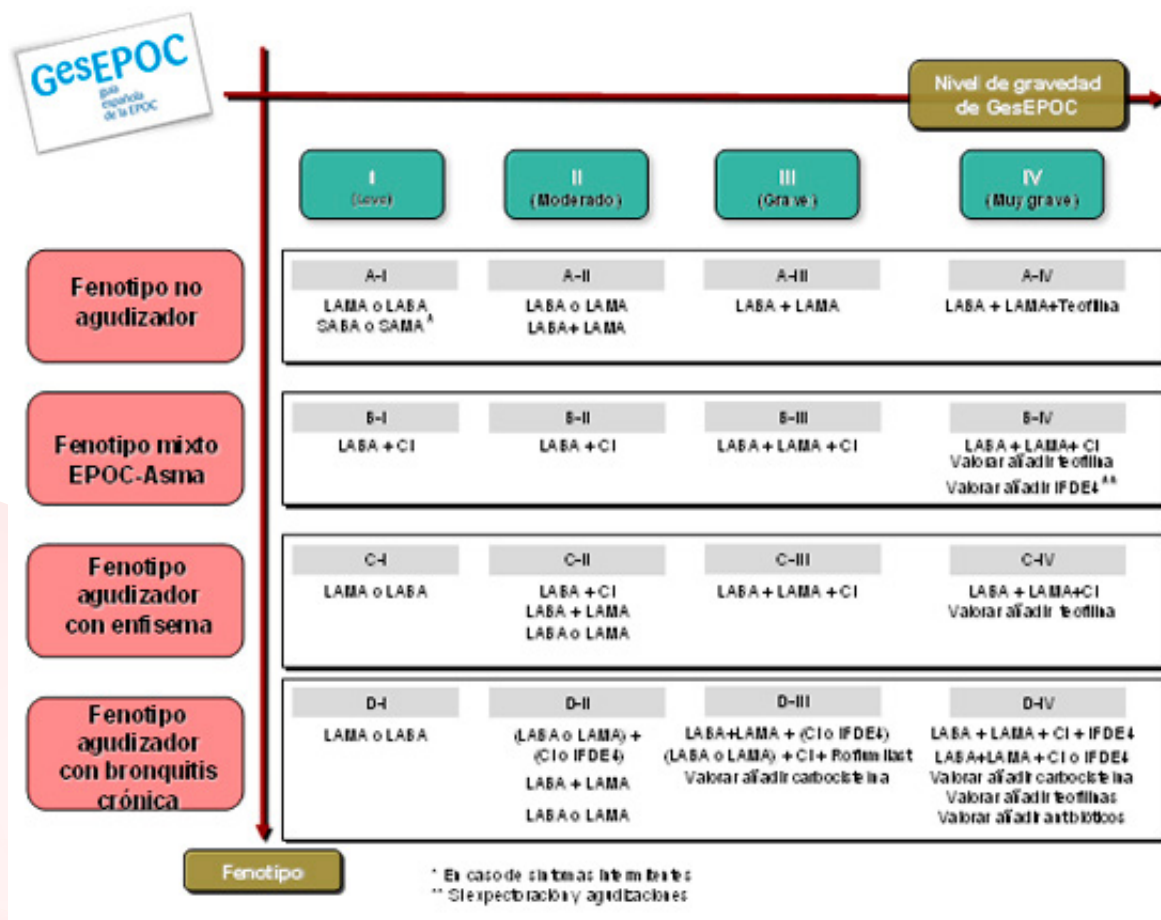 GesEPOC
guía
española
de la EPOC
Nivel de gravedad
de GesEPOC
I
(Leve)
II
(Moderado)
III
(Grave)
IV
(Muy grave)
Fenotipo no
agudizador
A-I
LAMA o LABA
SABA o SAMA*
A-II
LABA o LAMA
LABA + LAMA
A-III
LABA + LAMA
A-IV
LABA + LAMA+Teofilina
Fenotipo mixto
EPOC-Asma
B-I
LABA + CI
B-II
LABA + CI
B-III
LABA + LAMA + CI
B-IV
LABA + LAMA+ CI
Valorar añadir teofilina
Valorar añadir IFDE4**
Fenotipo
agudizador
con enfisema
C-I
LAMA o LABA
C-II
LABA + CI
LABA + LAMA
LABA o LAMA
C-III
LABA + LAMA + CI
C-IV
LABA + LAMA+CI
Valorar añadir teofilina
Fenotipo
agudizador
con bronquitis
crónica
D-I
LAMA o LABA
D-II
(LABA o LAMA) +
(CI o IFDE4)
LABA + LAMA
LABA o LAMA
D-III
LABA+LAMA + (CI o IFDE4)
(LABA o LAMA) + CI + Roflumilast
Valorar añadir carbocisteina
D-IV
LABA + LAMA + CI + IFDE4
LABA+LAMA + CI o IFDE4
Valorar añadir carbocisteina
Valorar añadir teofilinas
Valorar añadir antibióticos
Fenotipo
* En caso de síntomas intermitentes
** Si expectoración y agudizaciones